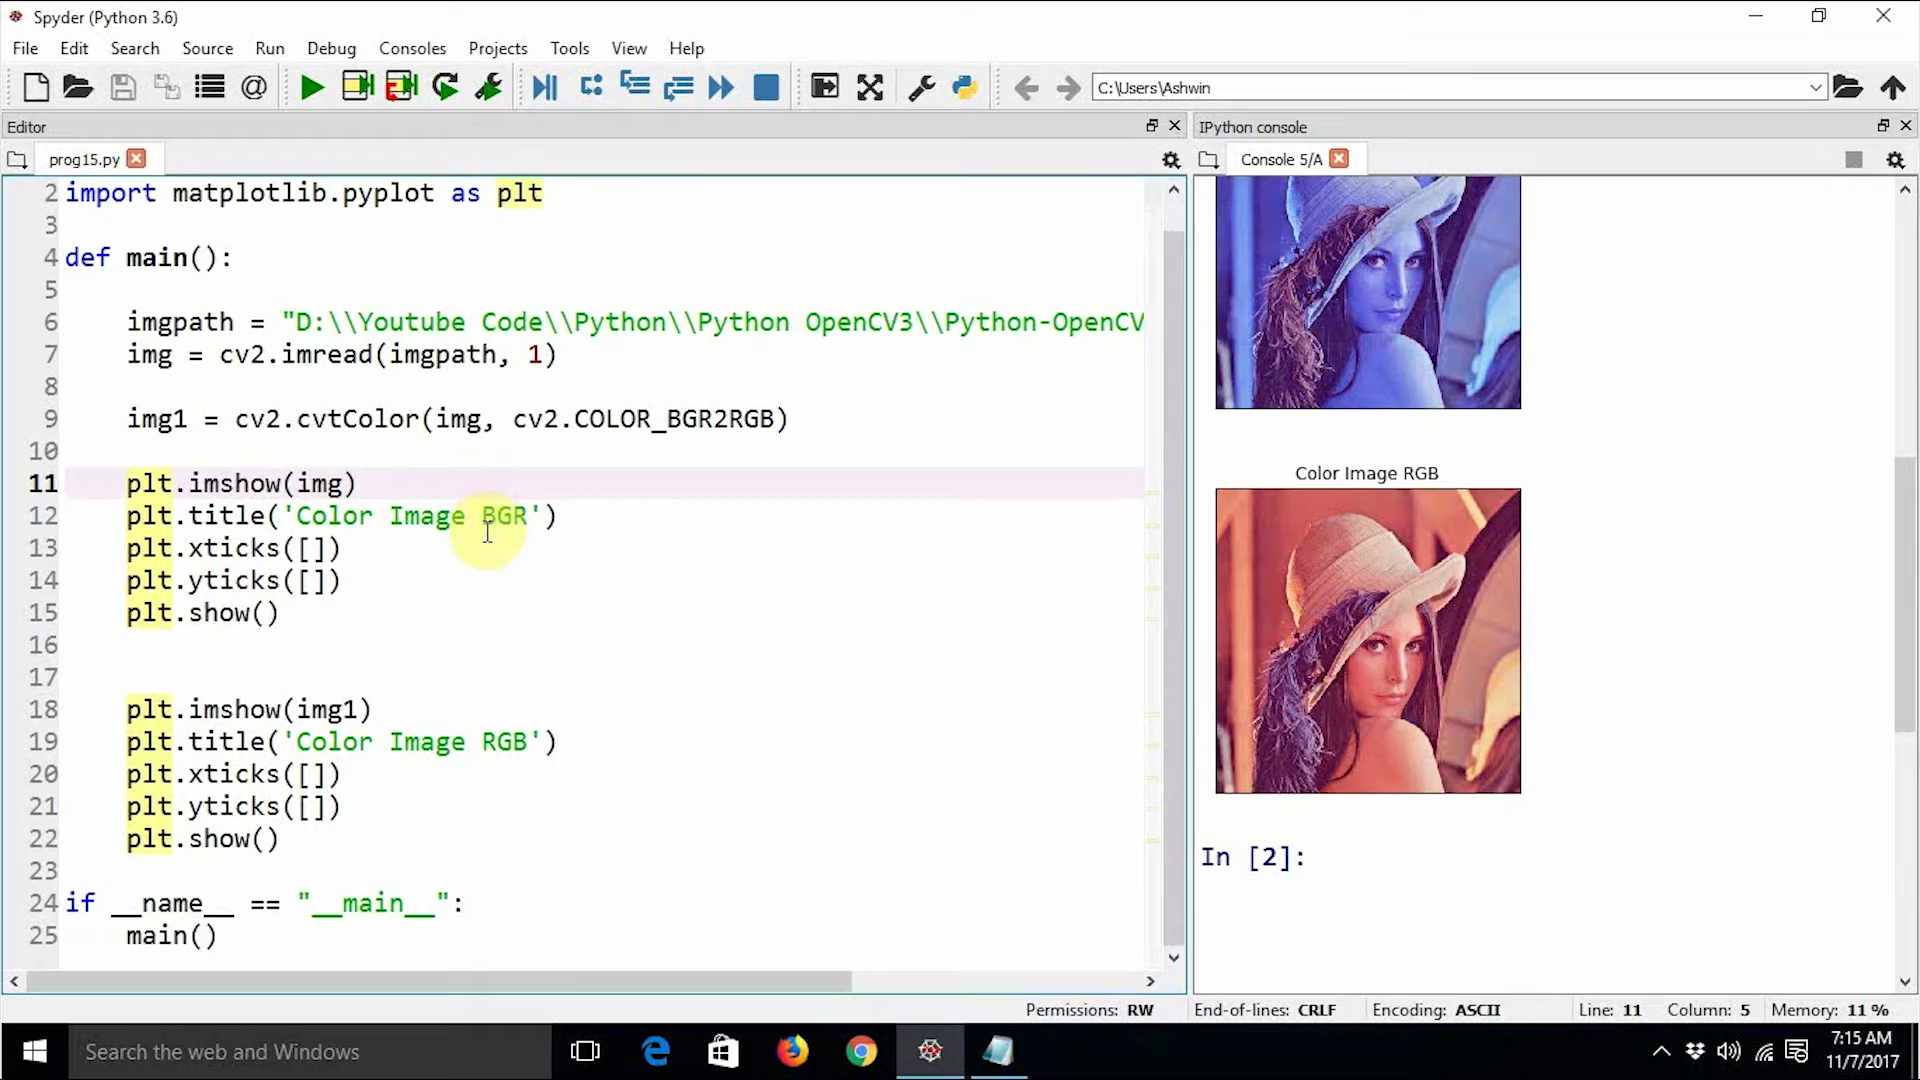 Spyder (Python 3.6)
File Edit Search Source Run Debug Consoles Projects Tools View Help
C:\Users\Ashwin
Editor
prog15.py
2 import matplotlib.pyplot as plt
3
4 def main():
5
6 imgpath = "D:\\Youtube Code\\Python\\Python OpenCV3\\Python-OpenCV
7 img = cv2.imread(imgpath, 1)
8
9 img1 = cv2.cvtColor(img, cv2.COLOR_BGR2RGB)
10
11 plt.imshow(img)
12 plt.title('Color Image BGR')
13 plt.xticks([])
14 plt.yticks([])
15 plt.show()
16
17
18 plt.imshow(img1)
19 plt.title('Color Image RGB')
20 plt.xticks([])
21 plt.yticks([])
22 plt.show()
23
24 if __name__ == "__main__":
25 main()
IPython console
Console 5/A
Color Image RGB
In [2]:
Permissions: RW End-of-lines: CRLF Encoding: ASCII Line: 11 Column: 5 Memory: 11 %
Search the web and Windows
7:15 AM
11/7/2017